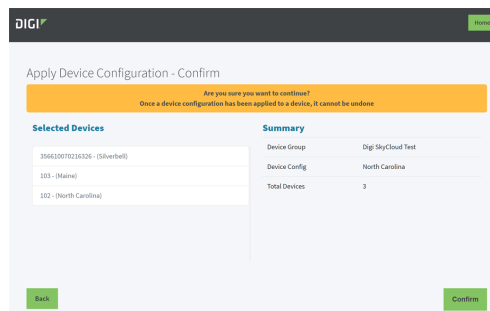 DIGI
Home
Apply Device Configuration - Confirm
Are you sure you want to continue?
Once a device configuration has been applied to a device, it cannot be undone
Selected Devices
356610070216326 - (Silverbell)
103 - (Maine)
102 - (North Carolina)
Summary
Device Group Digi SkyCloud Test
Device Config North Carolina
Total Devices 3
Back
Confirm